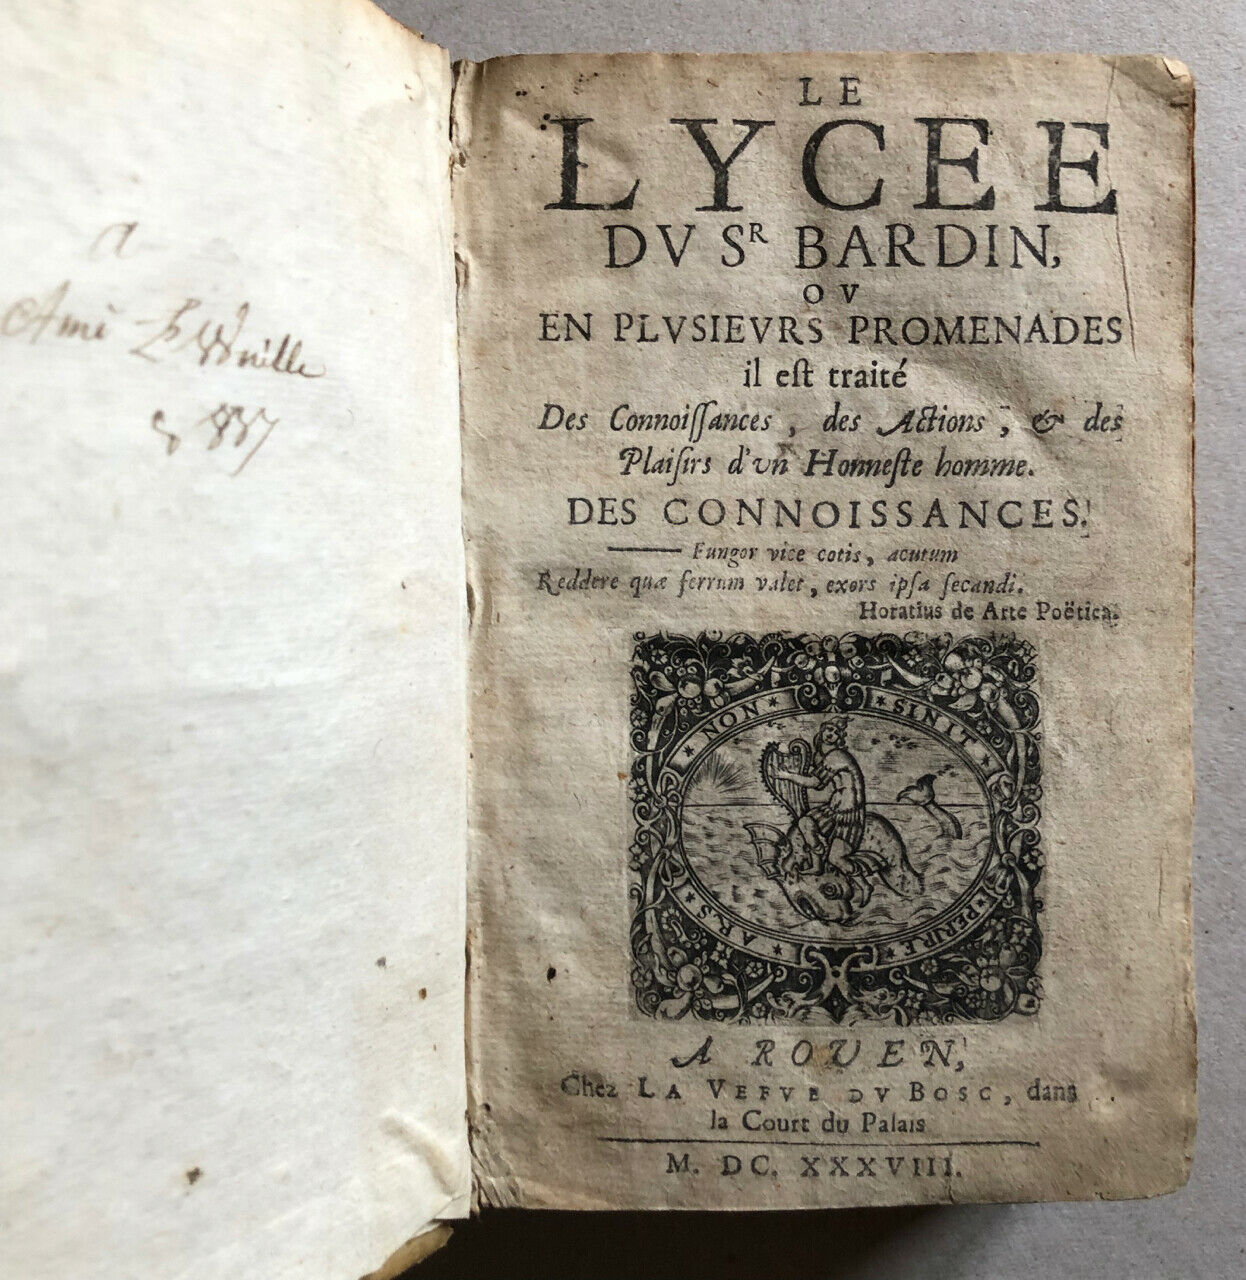 a
Amé
LE
LYCEE
DV Sᴿ BARDIN,
OV
EN PLVSIEVRS PROMENADES
il eſt traité
Des Connoiſſances, des Actions, & des
Plaiſirs d'vn Honneſte homme.
DES CONNOISSANCES.
Fungor vice cotis, acutum
Reddere quæ ferrum valet, exors ipſa ſecandi.
Horatius de Arte Poëtica.
* NON * * SINIT *
* ARS * * PERIRE *
A ROVEN,
Chez LA VEFVE DV BOSC, dans
la Court du Palais
M. DC. XXXVIII.